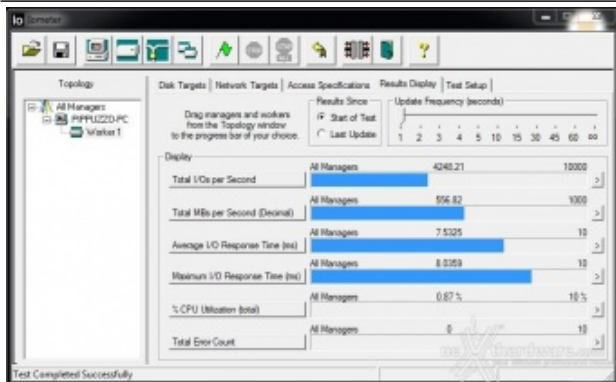 Io Iometer
Topology
All Managers
PIPPUZZO-PC
Worker 1
Disk Targets Network Targets Access Specifications Results Display Test Setup
Drag managers and workers
from the Topology window
to the progress bar of your choice.
Results Since
Start of Test
Last Update
Update Frequency (seconds)
1 2 3 4 5 10 15 30 45 60 ∞
Display
All Managers 4248.21 10000
Total I/Os per Second
All Managers 556.82 1000
Total MBs per Second (Decimal)
All Managers 7.5325 10
Average I/O Response Time (ms)
All Managers 8.0359 10
Maximum I/O Response Time (ms)
All Managers 0.87 % 10 %
% CPU Utilization (total)
All Managers 0 10
Total Error Count
Test Completed Successfully